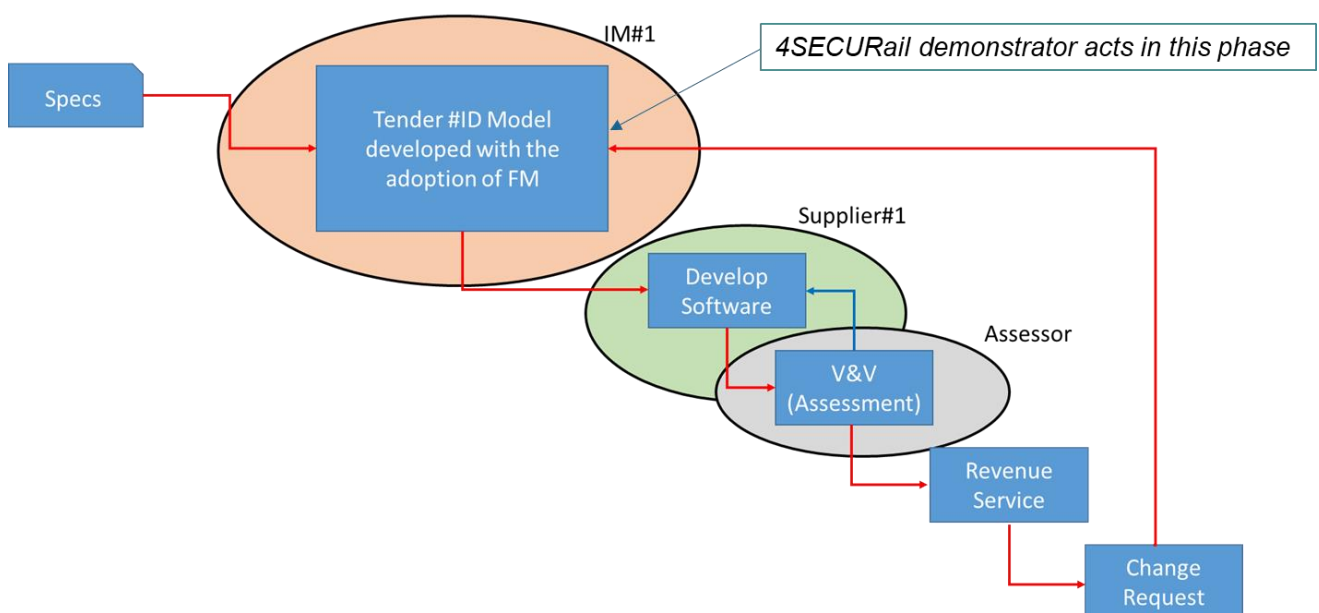 IM#1
4SECURail demonstrator acts in this phase
Specs
Tender #ID Model
developed with the
adoption of FM
Supplier#1
Develop
Software
Assessor
V&V
(Assessment)
Revenue
Service
Change
Request